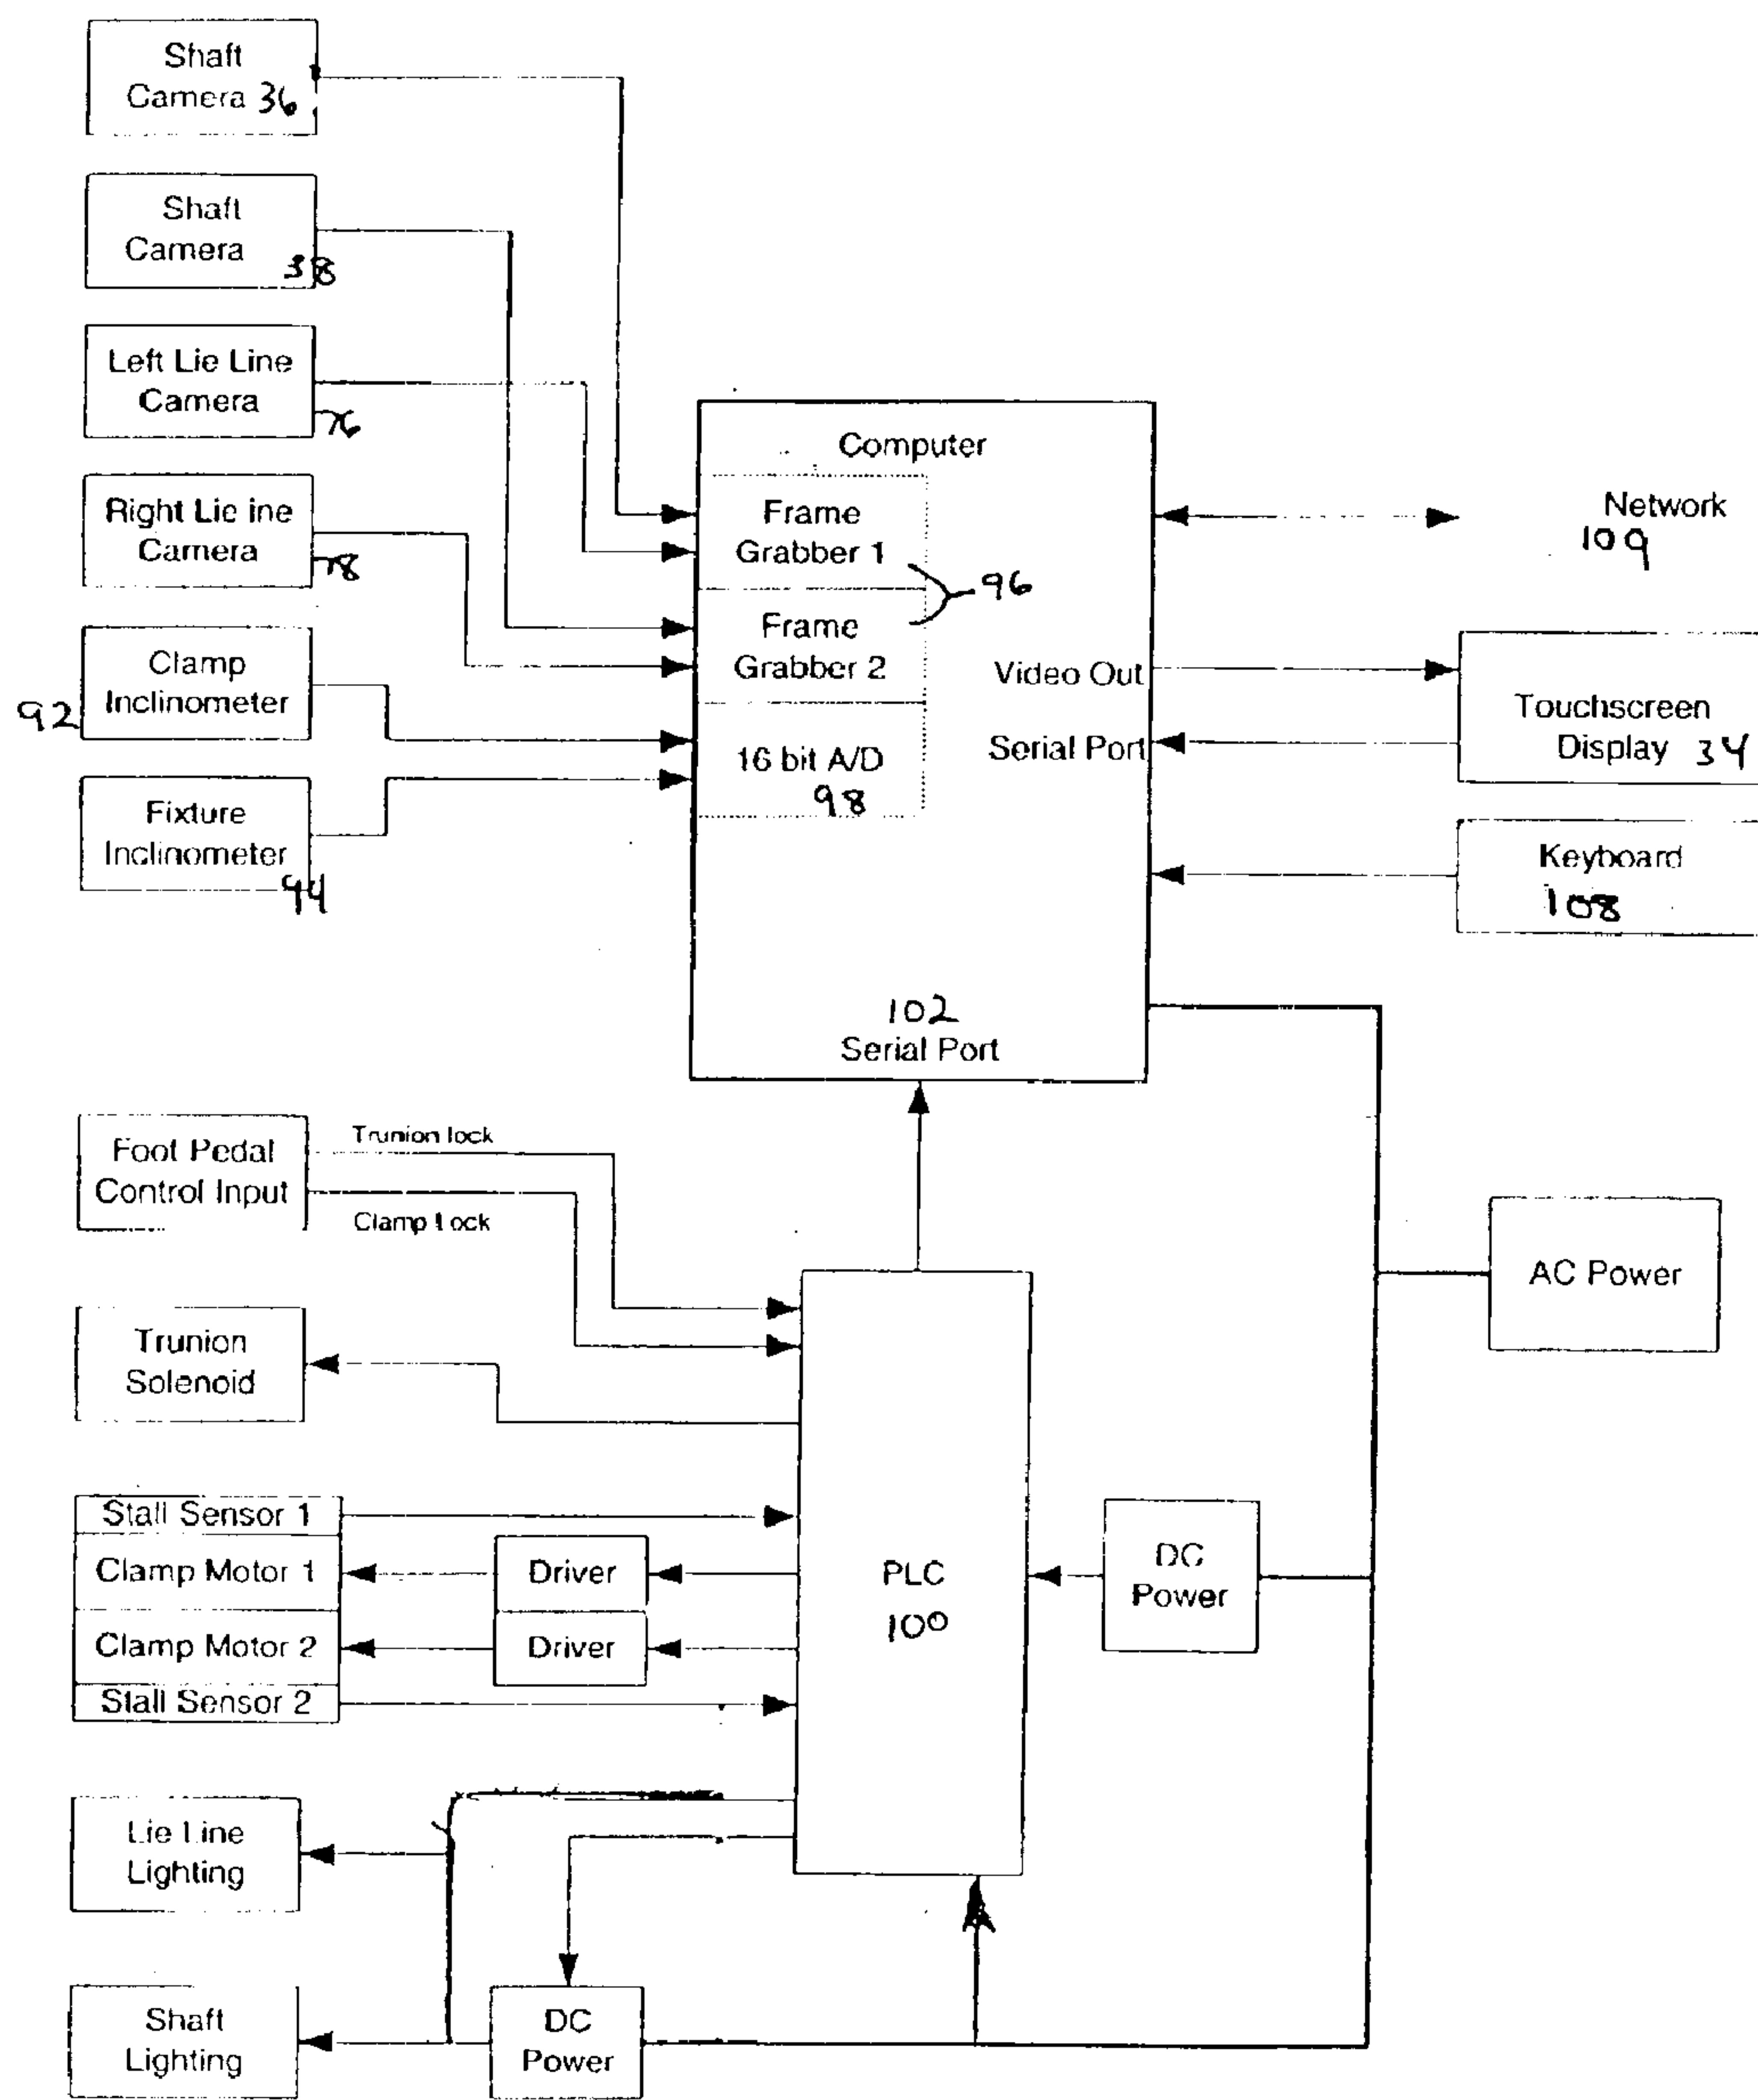 Shaft
Camera 36
Shaft
Camera 38
Left Lie Line
Camera
76
Right Lie ine
Camera
78
Clamp
Inclinometer
92
Fixture
Inclinometer
94
Computer
Frame
Grabber 1
96
Frame
Grabber 2
16 bit A/D
98
Video Out
Serial Port
102
Serial Port
Network
109
Touchscreen
Display 34
Keyboard
108
Foot Pedal
Control Input
Trunion lock
Clamp Lock
Trunion
Solenoid
AC Power
Stall Sensor 1
Clamp Motor 1
Driver
Clamp Motor 2
Driver
Stall Sensor 2
PLC
100
DC
Power
Lie Line
Lighting
Shaft
Lighting
DC
Power